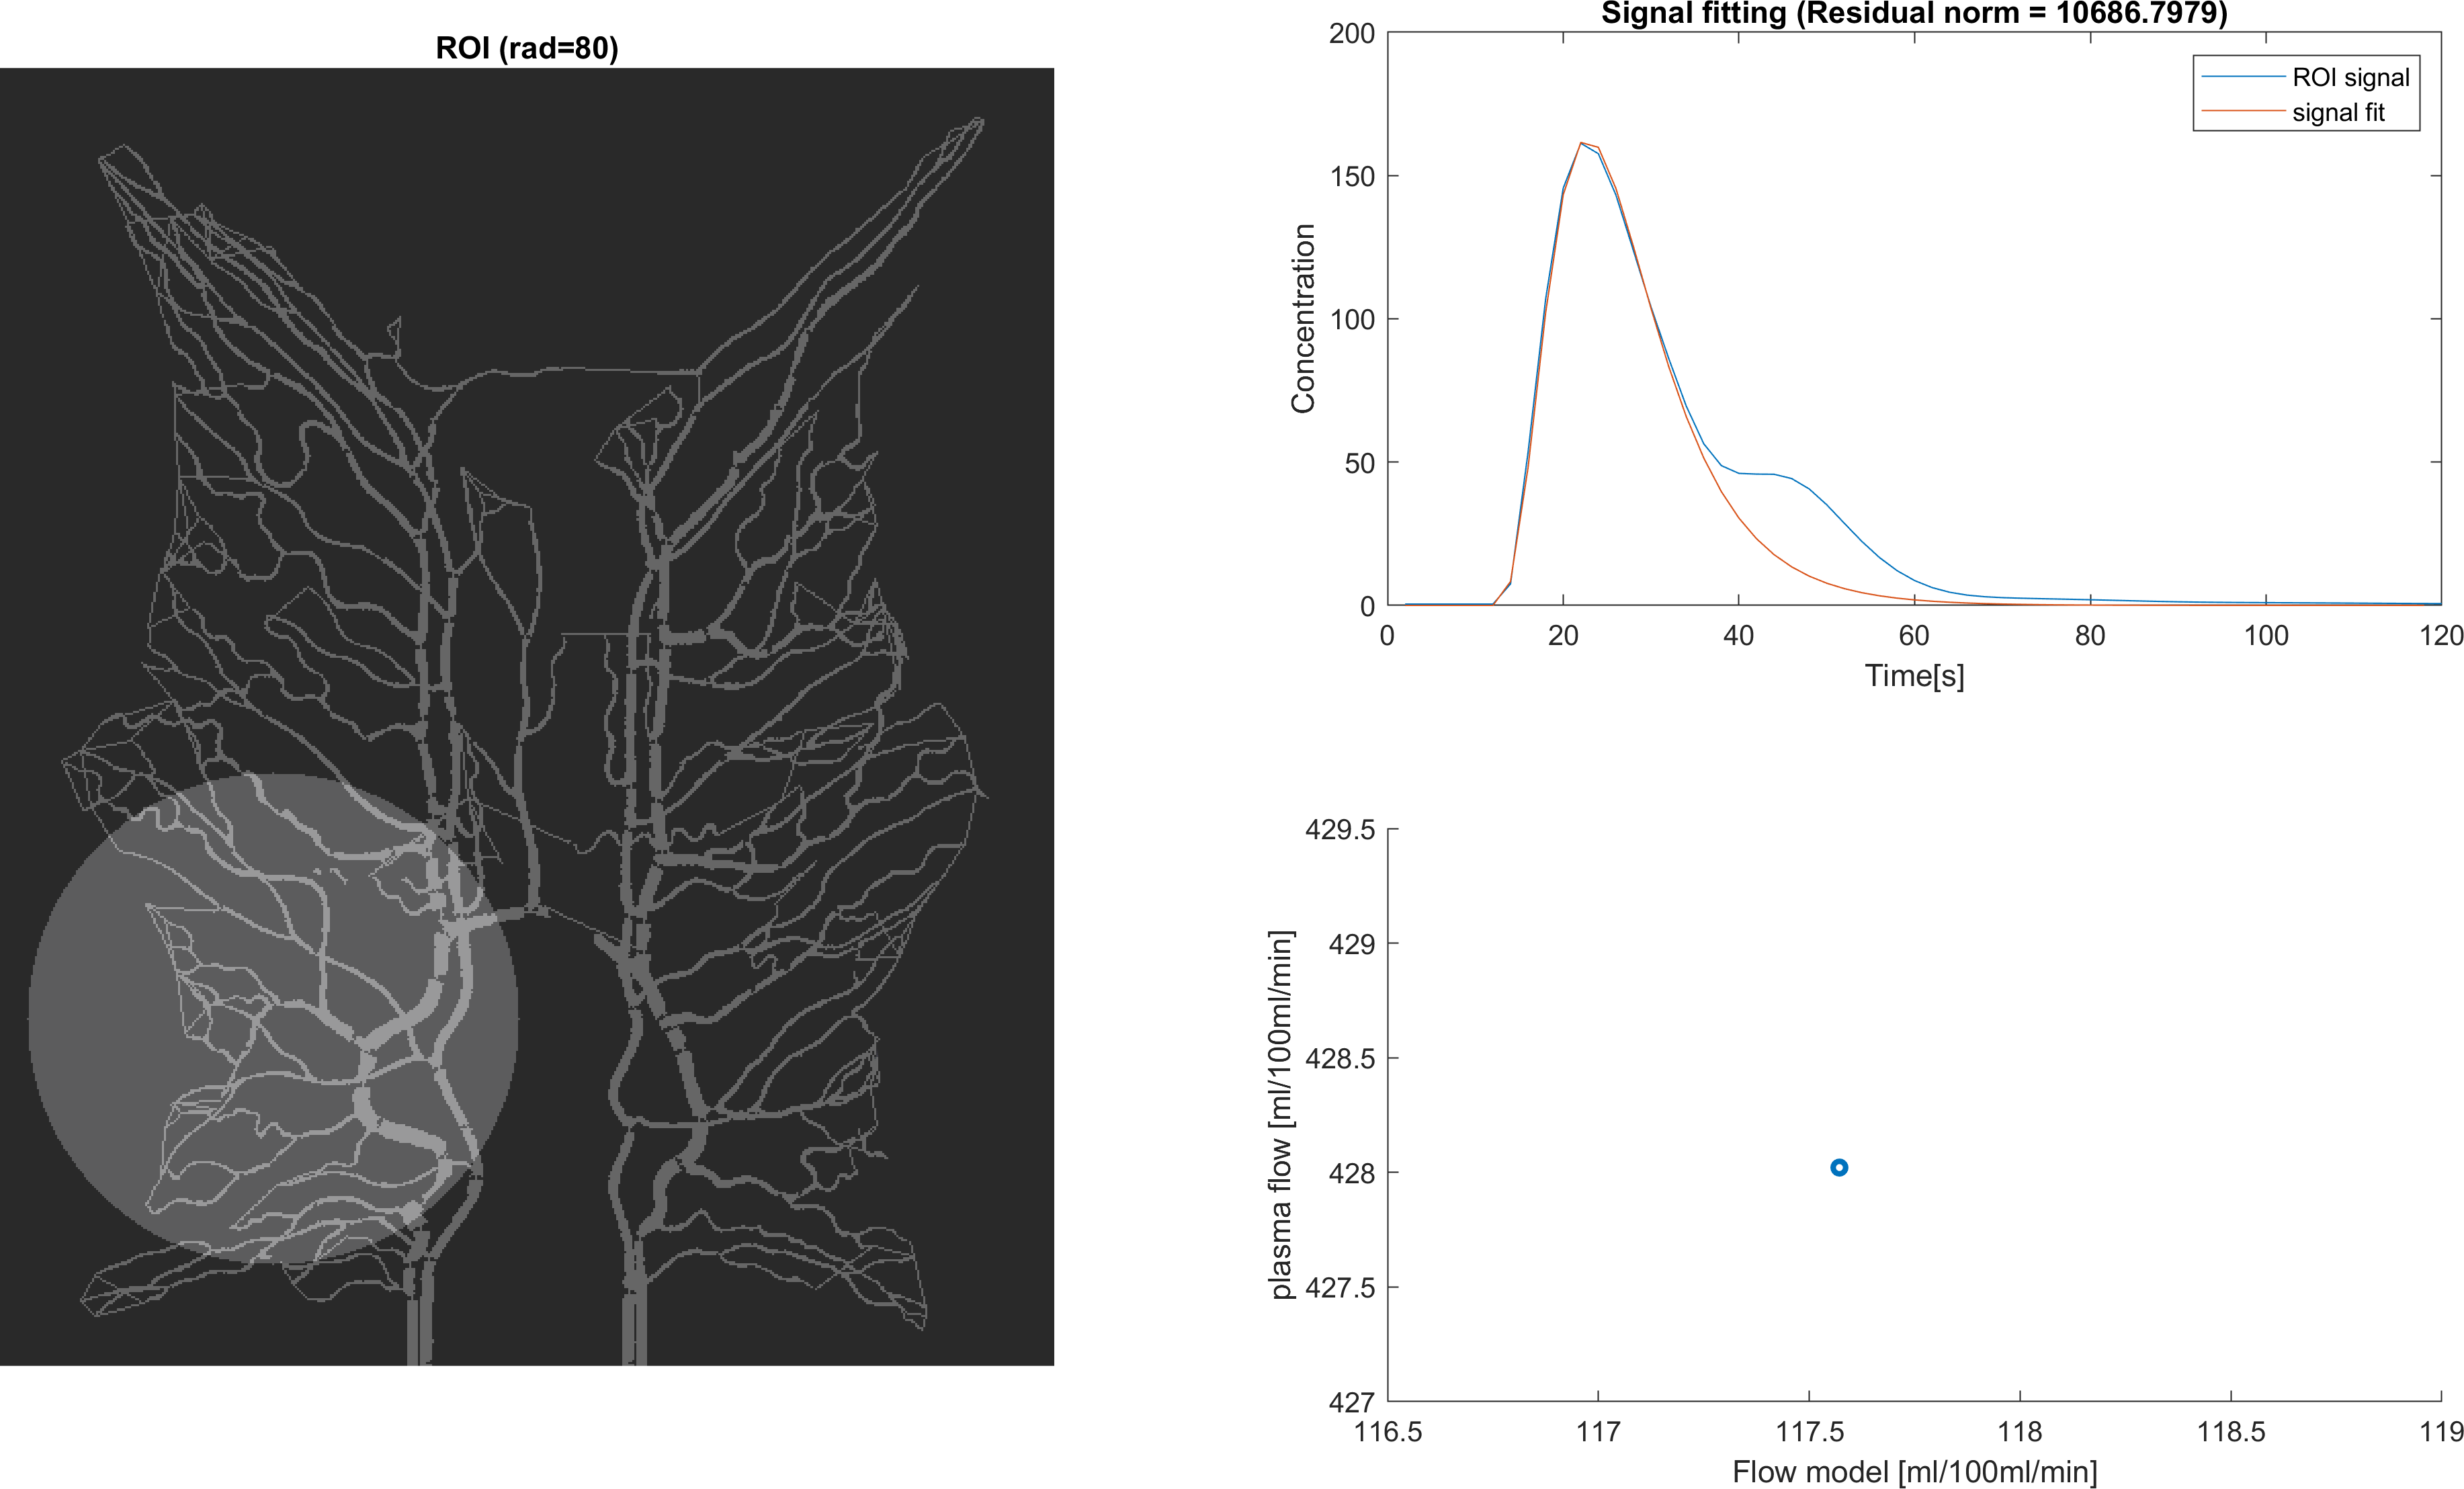 ROI (rad=80)
Signal fitting (Residual norm = 10686.7979)
200
150
100
50
0
Concentration
ROI signal
signal fit
0 20 40 60 80 100 120
Time[s]
429.5
429
428.5
428
427.5
427
plasma flow [ml/100ml/min]
116.5 117 117.5 118 118.5 119
Flow model [ml/100ml/min]